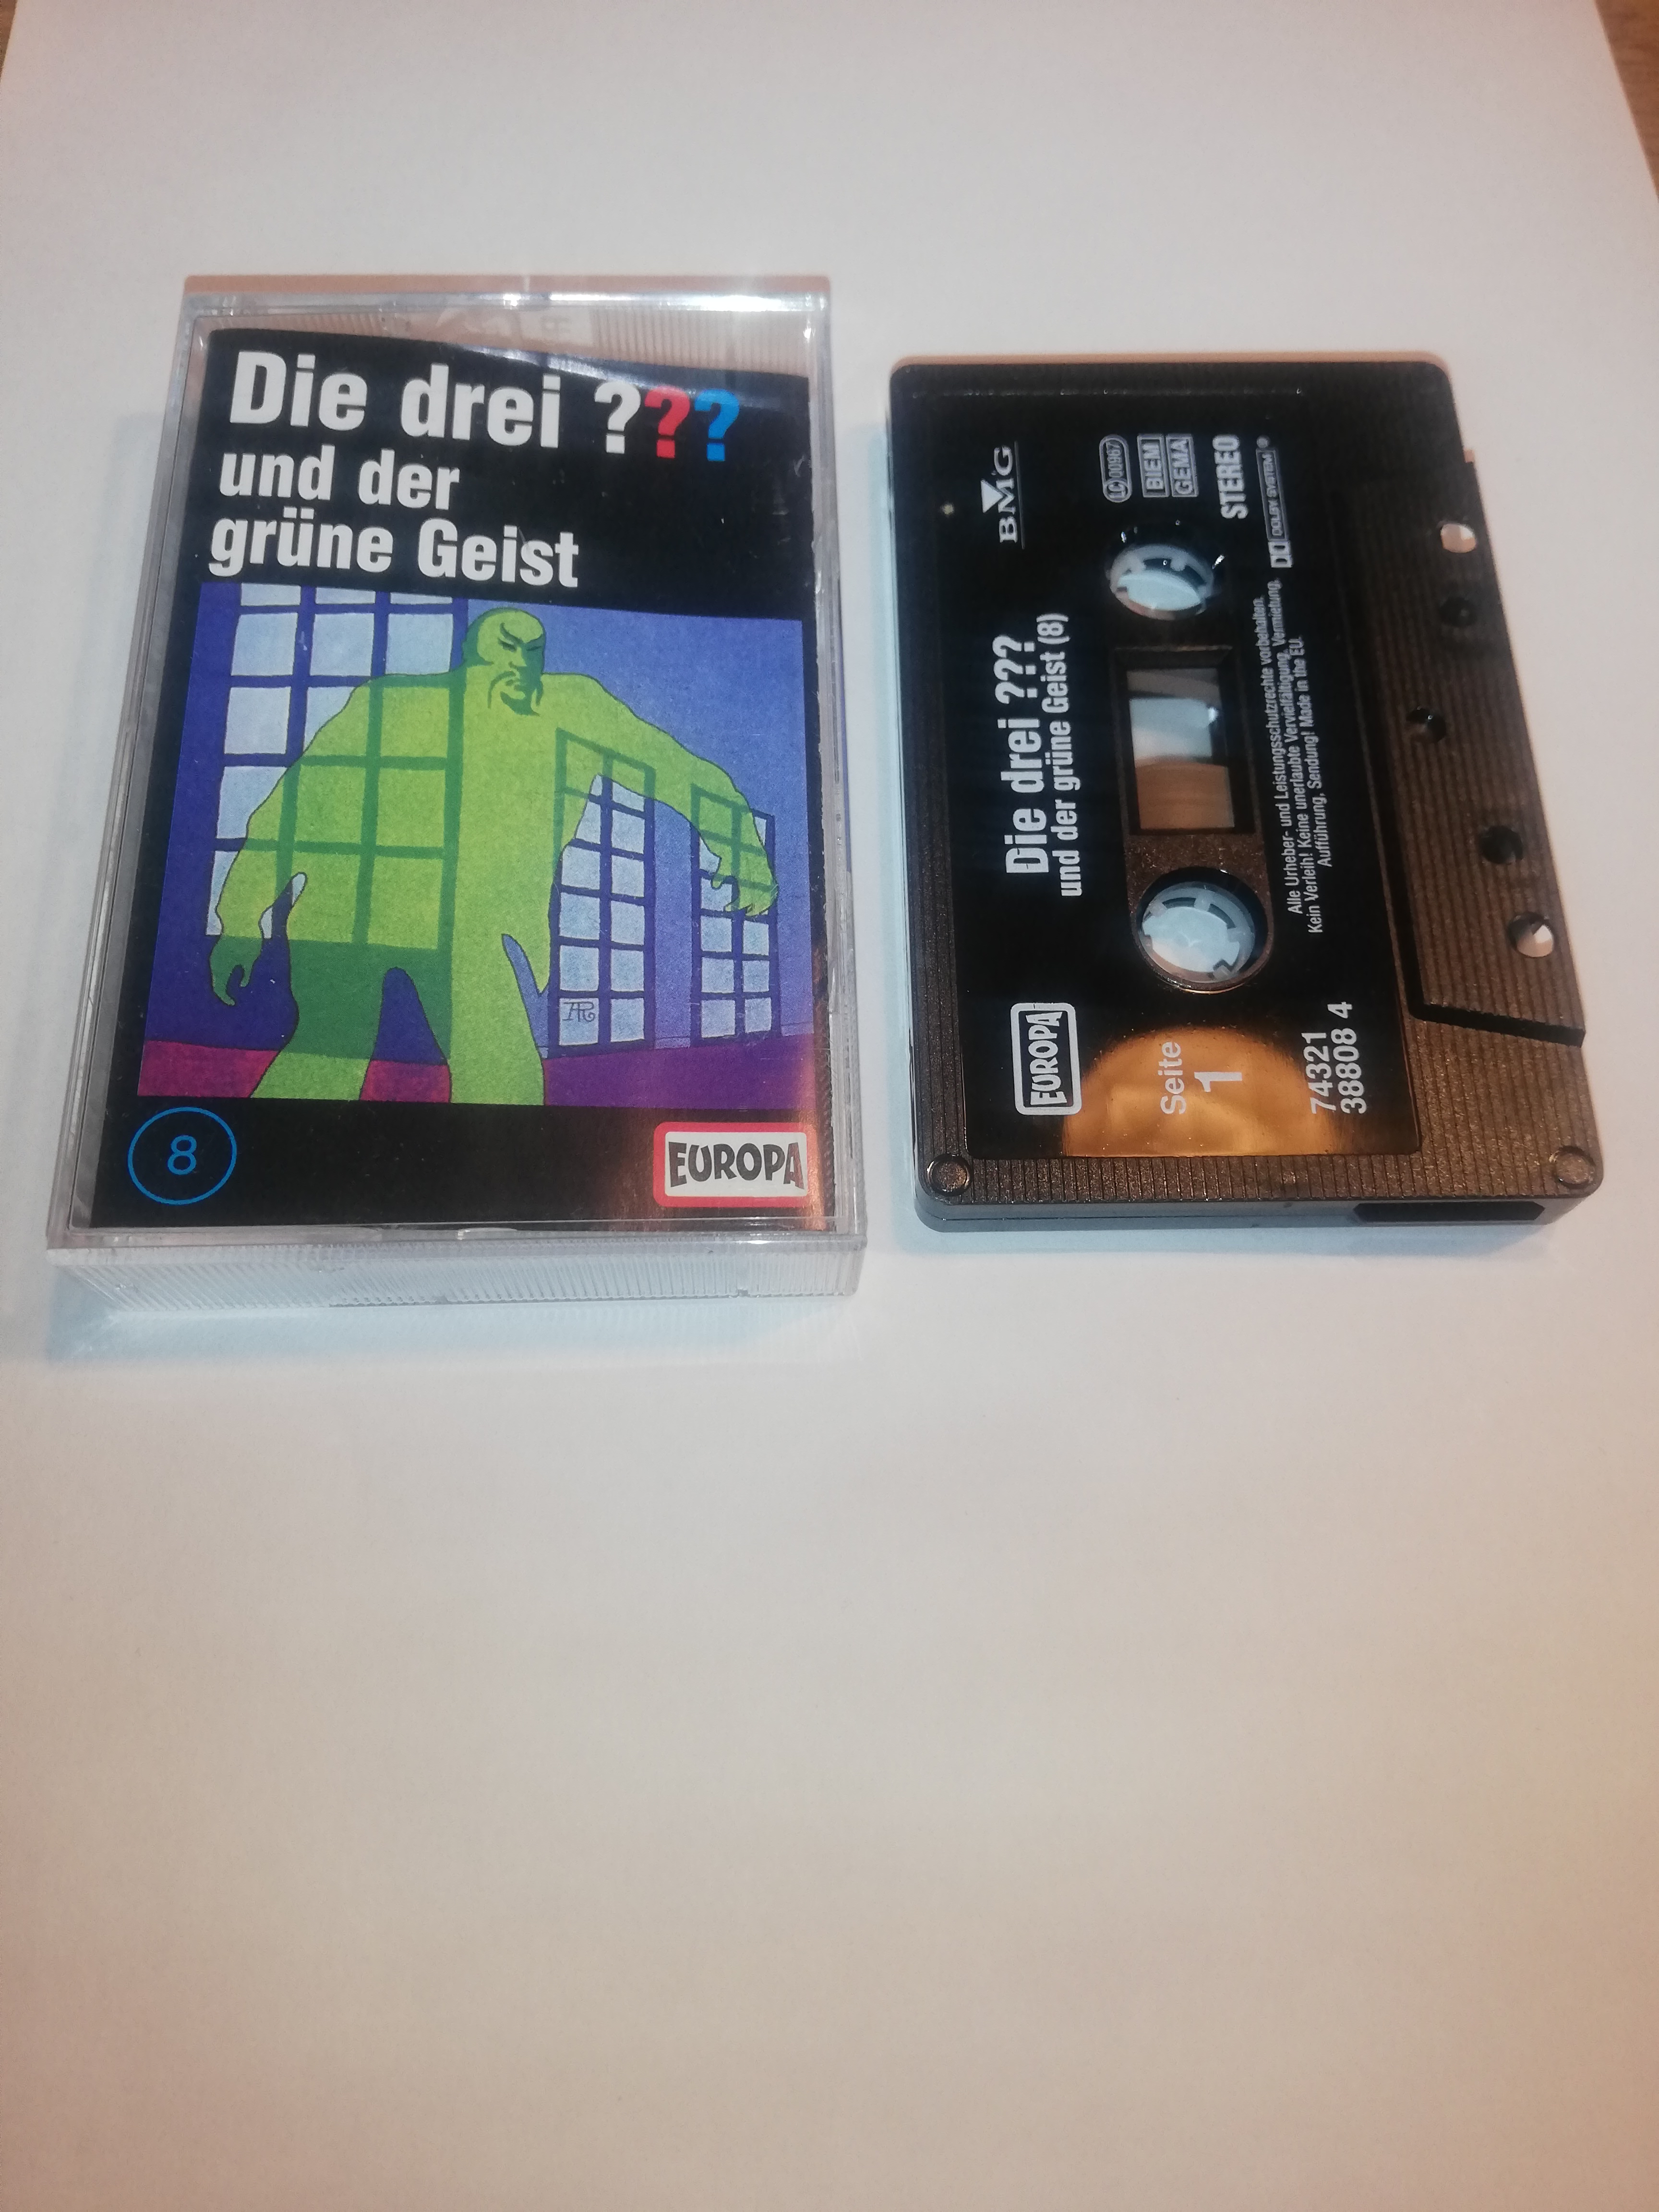 Die drei ???
und der
grüne Geist
AR
8
EUROPA
BMG
Die drei ???
und der grüne Geist (8)
LC 00967
BIEM
GEMA
STEREO
DOLBY SYSTEM®
Alle Urheber- und Leistungsschutzrechte vorbehalten.
Kein Verleih! Keine unerlaubte Vervielfältigung, Vermietung,
Aufführung, Sendung! Made in the EU.
EUROPA
Seite
1
74321
38808 4